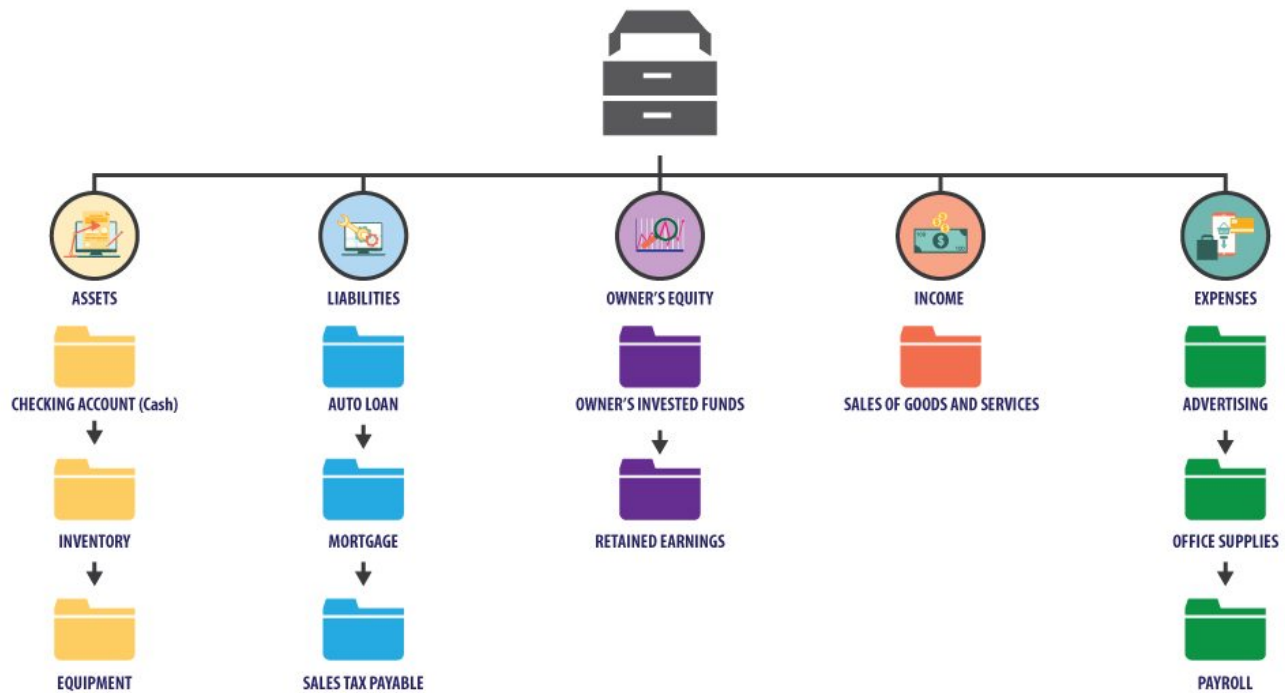 ASSETS
LIABILITIES
OWNER'S EQUITY
INCOME
EXPENSES
CHECKING ACCOUNT (Cash)
AUTO LOAN
OWNER'S INVESTED FUNDS
SALES OF GOODS AND SERVICES
ADVERTISING
INVENTORY
MORTGAGE
RETAINED EARNINGS
OFFICE SUPPLIES
EQUIPMENT
SALES TAX PAYABLE
PAYROLL